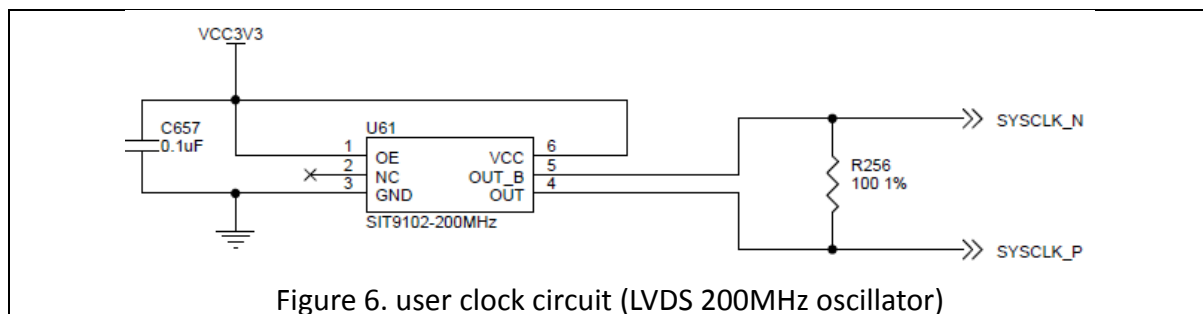 VCC3V3
C657
0.1uF
U61
1 OE VCC 6
2 NC OUT_B 5
3 GND OUT 4
SIT9102-200MHz
SYSCLK_N
R256
100 1%
SYSCLK_P
Figure 6. user clock circuit (LVDS 200MHz oscillator)